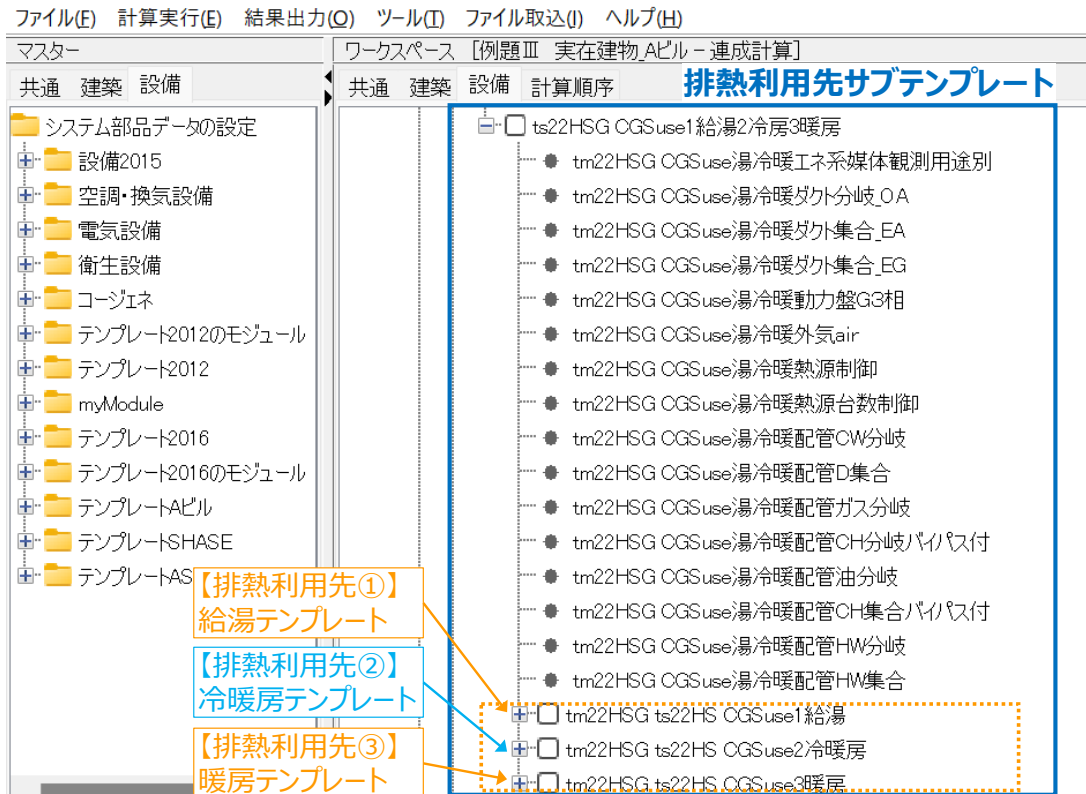 ファイル(F) 計算実行(E) 結果出力(O) ツール(T) ファイル取込(I) ヘルプ(H)
マスター
共通 建築 設備
システム部品データの設定
設備2015
空調・換気設備
電気設備
衛生設備
コージェネ
テンプレート2012のモジュール
テンプレート2012
myModule
テンプレート2016
テンプレート2016のモジュール
テンプレートAビル
テンプレートSHASE
テンプレートAS
【排熱利用先①】
給湯テンプレート
【排熱利用先②】
冷暖房テンプレート
【排熱利用先③】
暖房テンプレート
ワークスペース [例題Ⅲ 実在建物_Aビル－連成計算]
共通 建築 設備 計算順序
排熱利用先サブテンプレート
ts22HSG CGSuse1給湯2冷房3暖房
tm22HSG CGSuse湯冷暖エネ系媒体観測用途別
tm22HSG CGSuse湯冷暖ダクト分岐_OA
tm22HSG CGSuse湯冷暖ダクト集合_EA
tm22HSG CGSuse湯冷暖ダクト集合_EG
tm22HSG CGSuse湯冷暖動力盤G3相
tm22HSG CGSuse湯冷暖外気air
tm22HSG CGSuse湯冷暖熱源制御
tm22HSG CGSuse湯冷暖熱源台数制御
tm22HSG CGSuse湯冷暖配管CW分岐
tm22HSG CGSuse湯冷暖配管D集合
tm22HSG CGSuse湯冷暖配管ガス分岐
tm22HSG CGSuse湯冷暖配管CH分岐バイパス付
tm22HSG CGSuse湯冷暖配管油分岐
tm22HSG CGSuse湯冷暖配管CH集合バイパス付
tm22HSG CGSuse湯冷暖配管HW分岐
tm22HSG CGSuse湯冷暖配管HW集合
tm22HSG ts22HS CGSuse1給湯
tm22HSG ts22HS CGSuse2冷暖房
tm22HSG ts22HS CGSuse3暖房